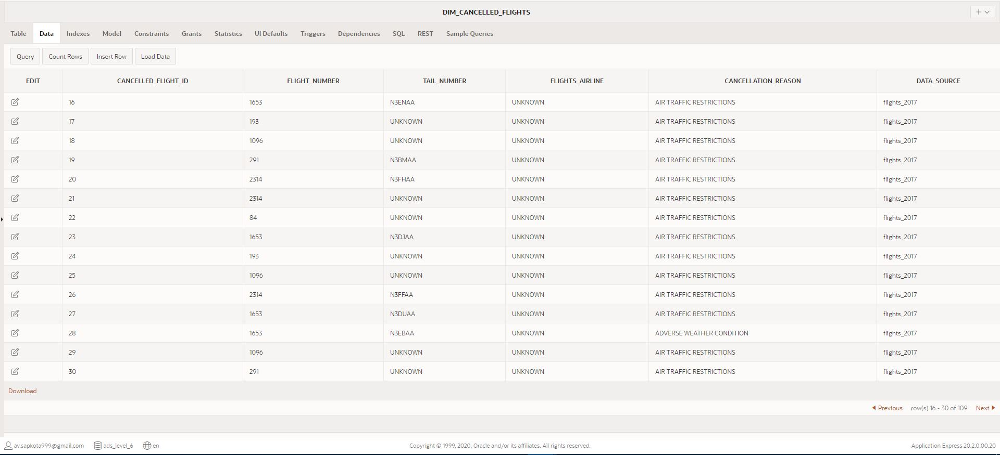 DIM_CANCELLED_FLIGHTS
Table Data Indexes Model Constraints Grants Statistics UI Defaults Triggers Dependencies SQL REST Sample Queries
Query Count Rows Insert Row Load Data
EDIT CANCELLED_FLIGHT_ID FLIGHT_NUMBER TAIL_NUMBER FLIGHTS_AIRLINE CANCELLATION_REASON DATA_SOURCE
16 1653 N3ENAA UNKNOWN AIR TRAFFIC RESTRICTIONS flights_2017
17 193 UNKNOWN UNKNOWN AIR TRAFFIC RESTRICTIONS flights_2017
18 1096 UNKNOWN UNKNOWN AIR TRAFFIC RESTRICTIONS flights_2017
19 291 N3BMAA UNKNOWN AIR TRAFFIC RESTRICTIONS flights_2017
20 2314 N3FHAA UNKNOWN AIR TRAFFIC RESTRICTIONS flights_2017
21 2314 UNKNOWN UNKNOWN AIR TRAFFIC RESTRICTIONS flights_2017
22 84 UNKNOWN UNKNOWN AIR TRAFFIC RESTRICTIONS flights_2017
23 1653 N3DJAA UNKNOWN AIR TRAFFIC RESTRICTIONS flights_2017
24 193 UNKNOWN UNKNOWN AIR TRAFFIC RESTRICTIONS flights_2017
25 1096 UNKNOWN UNKNOWN AIR TRAFFIC RESTRICTIONS flights_2017
26 2314 N3FFAA UNKNOWN AIR TRAFFIC RESTRICTIONS flights_2017
27 1653 N3DUAA UNKNOWN AIR TRAFFIC RESTRICTIONS flights_2017
28 1653 N3EBAA UNKNOWN ADVERSE WEATHER CONDITION flights_2017
29 1096 UNKNOWN UNKNOWN AIR TRAFFIC RESTRICTIONS flights_2017
30 291 UNKNOWN UNKNOWN AIR TRAFFIC RESTRICTIONS flights_2017
Download
Previous row(s) 16 - 30 of 109 Next
av.sapkota999@gmail.com ads_level_6 en Copyright © 1999, 2020, Oracle and/or its affiliates. All rights reserved. Application Express 20.2.0.00.20